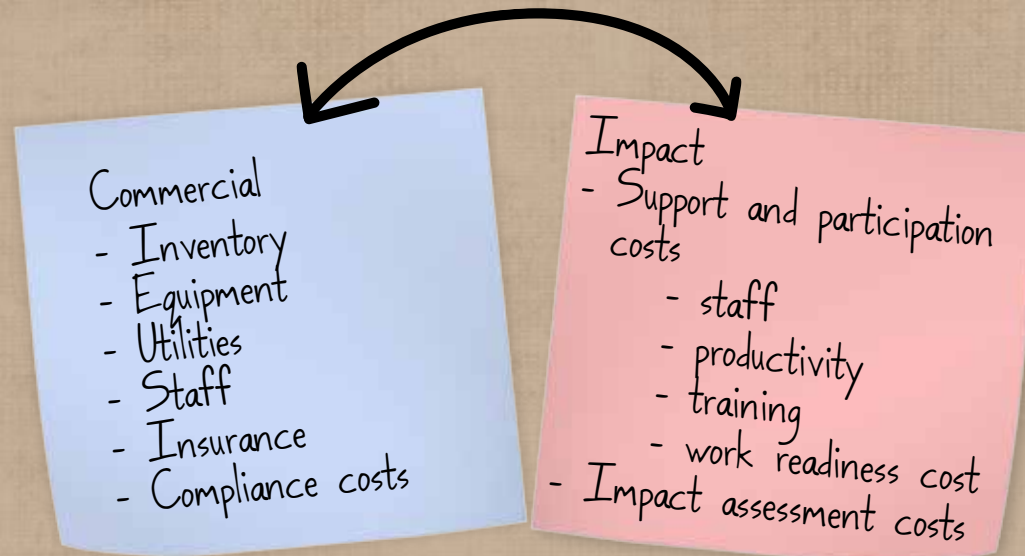 Commercial
- Inventory
- Equipment
- Utilities
- Staff
- Insurance
- Compliance costs
Impact
- Support and participation
costs
- staff
- productivity
- training
- work readiness cost
- Impact assessment costs